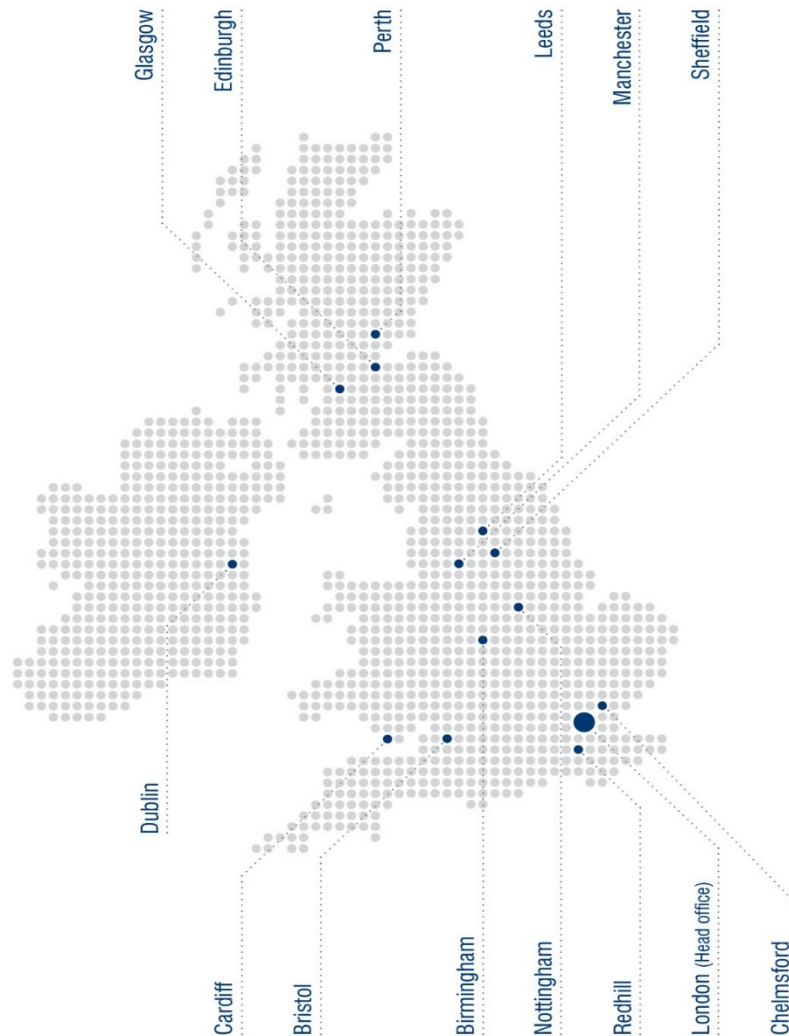 Glasgow
Edinburgh
Perth
Leeds
Manchester
Sheffield
Dublin
Cardiff
Bristol
Birmingham
Nottingham
Redhill
London (Head office)
Chelmsford